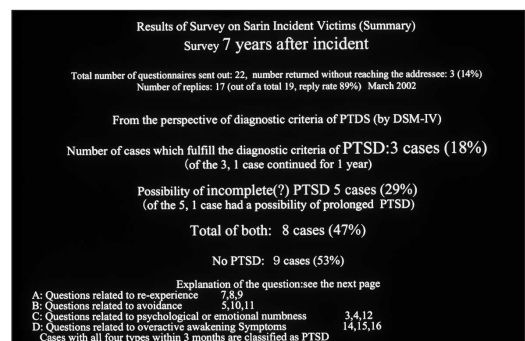 Results of Survey on Sarin Incident Victims (Summary)
Survey 7 years after incident
Total number of questionnaires sent out: 22, number returned without reaching the addressee: 3 (14%)
Number of replies: 17 (out of a total 19, reply rate 89%) March 2002
From the perspective of diagnostic criteria of PTDS (by DSM-IV)
Number of cases which fulfill the diagnostic criteria of PTSD:3 cases (18%)
(of the 3, 1 case continued for 1 year)
Possibility of incomplete(?) PTSD 5 cases (29%)
(of the 5, 1 case had a possibility of prolonged PTSD)
Total of both: 8 cases (47%)
No PTSD: 9 cases (53%)
Explanation of the question:see the next page
A: Questions related to re-experience 7,8,9
B: Questions related to avoidance 5,10,11
C: Questions related to psychological or emotional numbness 3,4,12
D: Questions related to overactive awakening Symptoms 14,15,16
Cases with all four types within 3 months are classified as PTSD